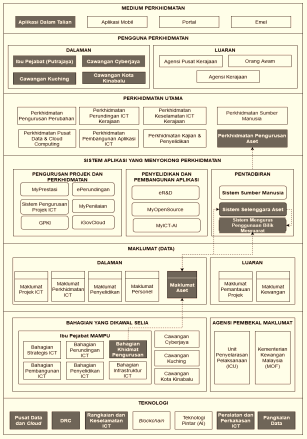 MEDIUM PERKHIDMATAN
Aplikasi Dalam Talian
Aplikasi Mobil
Portal
Emel
PENGGUNA PERKHIDMATAN
DALAMAN
LUARAN
Ibu Pejabat (Putrajaya)
Cawangan Cyberjaya
Agensi Pusat Kerajaan
Orang Awam
Cawangan Kuching
Cawangan Kota
Kinabalu
Agensi Kerajaan
PERKHIDMATAN UTAMA
Perkhidmatan
Pengurusan Perubahan
Perkhidmatan
Perundingan ICT
Kerajaan
Perkhidmatan
Keselamatan ICT
Kerajaan
Perkhidmatan Sumber
Manusia
Perkhidmatan Pusat
Data & Cloud
Computing
Perkhidmatan
Pembangunan Aplikasi
ICT
Perkhidmatan Kajian &
Penyelidikan
Perkhidmatan Pengurusan
Aset
SISTEM APLIKASI YANG MENYOKONG PERKHIDMATAN
PENGURUSAN PROJEK DAN
PERKHIDMATAN
PENYELIDIKAN DAN
PEMBANGUNAN APLIKASI
PENTADBIRAN
MyPrestasi
ePerundingan
eR&D
Sistem Sumber Manusia
Sistem Pengurusan
Projek ICT
MyPenilaian
MyOpenSource
Sistem Selenggara Aset
GPKI
iGovCloud
MyICT-AI
Sistem Mengurus
Penggunaan Bilik
Mesyuarat
MAKLUMAT (DATA)
DALAMAN
LUARAN
Maklumat
Projek ICT
Maklumat
Perkhidmatan
ICT
Maklumat
Penyelidikan
Maklumat
Personel
Maklumat
Aset
Maklumat
Pemantauan
Projek
Maklumat
Kewangan
BAHAGIAN YANG DIKAWAL SELIA
AGENSI PEMBEKAL MAKLUMAT
Ibu Pejabat MAMPU
Bahagian
Strategis ICT
Bahagian
Perundingan
ICT
Bahagian
Khidmat
Pengurusan
Cawangan
Cyberjaya
Cawangan
Kuching
Bahagian
Pembangunan
ICT
Bahagian
Penyelidikan
ICT
Bahagian
Infrastruktur
ICT
Cawangan
Kota Kinabalu
Unit
Penyelarasan
Pelaksanaan
(ICU)
Kementerian
Kewangan
Malaysia
(MOF)
TEKNOLOGI
Pusat Data
dan Cloud
DRC
Rangkaian dan
Keselamatan
ICT
Blockchain
Teknologi
Pintar (AI)
Peralatan dan
Perkakasan
ICT
Pangkalan
Data